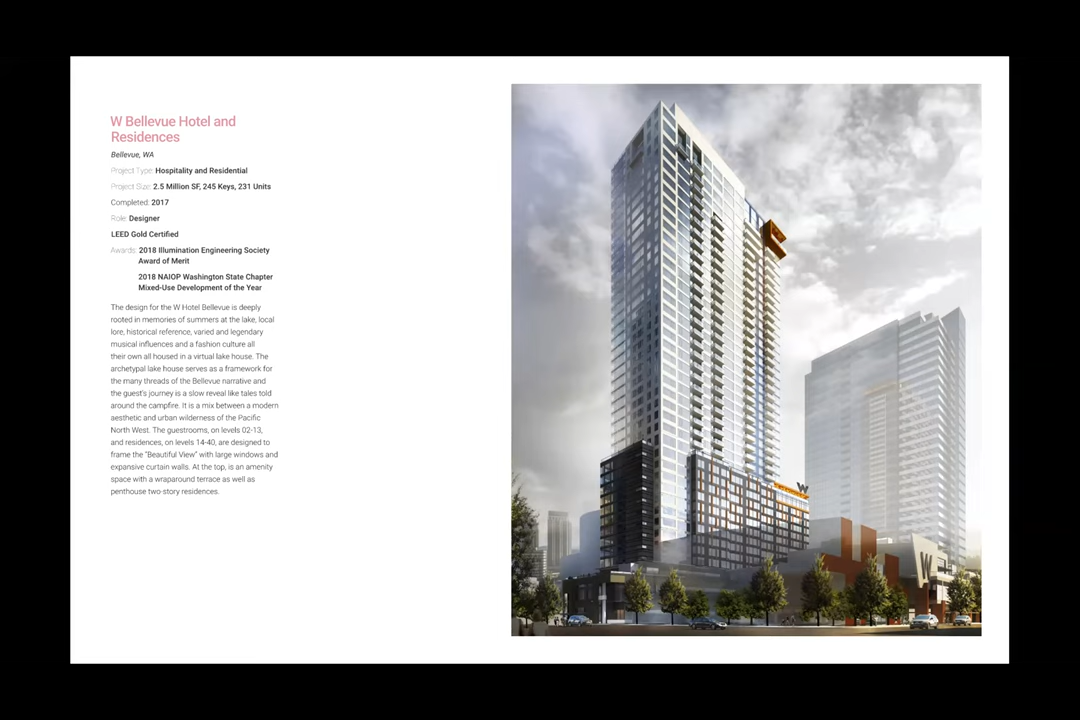 W Bellevue Hotel and
Residences
Bellevue, WA
Project Type: Hospitality and Residential
Project Size: 2.5 Million SF, 245 Keys, 231 Units
Completed: 2017
Role: Designer
LEED Gold Certified
Awards: 2018 Illumination Engineering Society
Award of Merit
2018 NAIOP Washington State Chapter
Mixed-Use Development of the Year
The design for the W Hotel Bellevue is deeply
rooted in memories of summers at the lake, local
lore, historical reference, varied and legendary
musical influences and a fashion culture all
their own all housed in a virtual lake house. The
archetypal lake house serves as a framework for
the many threads of the Bellevue narrative and
the guest's journey is a slow reveal like tales told
around the campfire. It is a mix between a modern
aesthetic and urban wilderness of the Pacific
North West. The guestrooms, on levels 02-13,
and residences, on levels 14-40, are designed to
frame the "Beautiful View" with large windows and
expansive curtain walls. At the top, is an amenity
space with a wraparound terrace as well as
penthouse two-story residences.
W
W